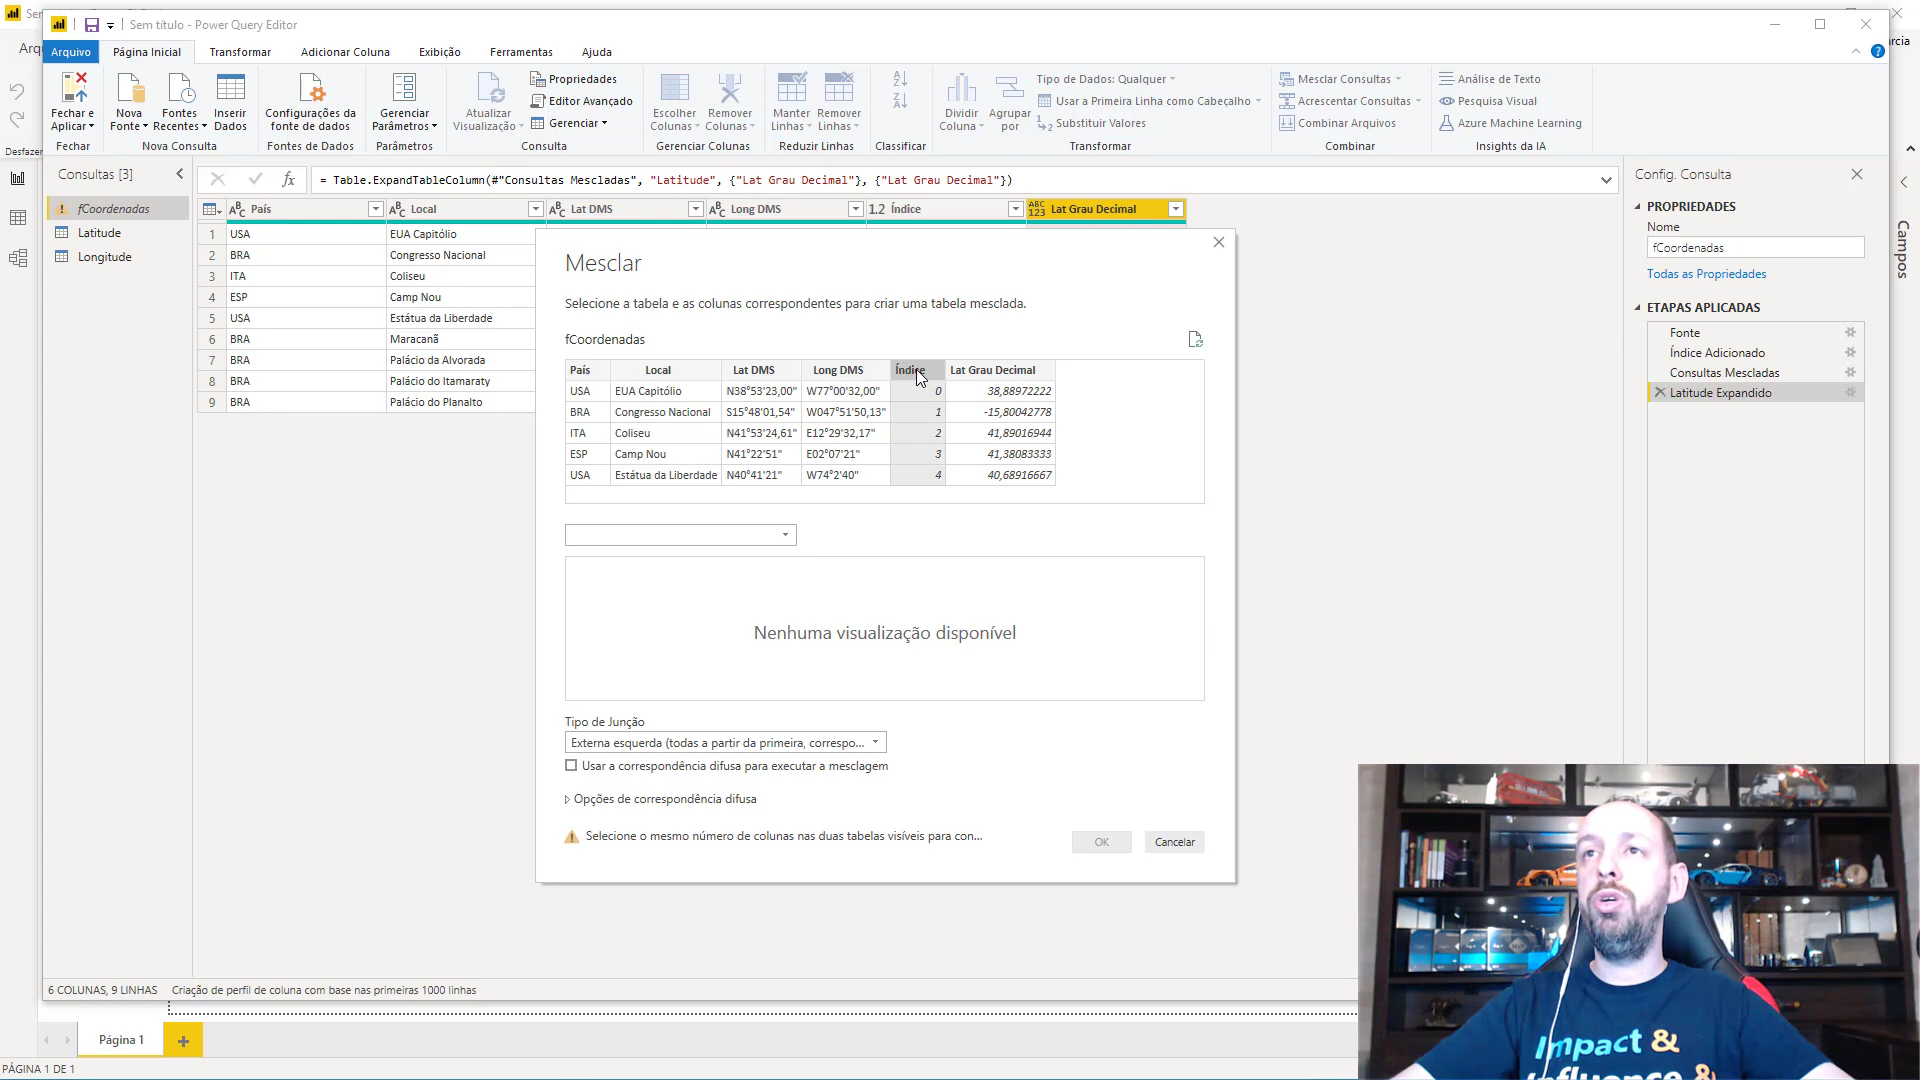 Sem título - Power Query Editor
Arquivo
Página Inicial
Transformar
Adicionar Coluna
Exibição
Ferramentas
Ajuda
Fechar e Aplicar
Nova Fonte
Fontes Recentes
Inserir Dados
Configurações da fonte de dados
Gerenciar Parâmetros
Atualizar Visualização
Propriedades
Editor Avançado
Gerenciar
Escolher Colunas
Remover Colunas
Manter Linhas
Remover Linhas
Dividir Coluna
Agrupar por
Tipo de Dados: Qualquer
Usar a Primeira Linha como Cabeçalho
Substituir Valores
Mesclar Consultas
Acrescentar Consultas
Combinar Arquivos
Análise de Texto
Pesquisa Visual
Azure Machine Learning
Fechar
Nova Consulta
Fontes de Dados
Parâmetros
Consulta
Gerenciar Colunas
Reduzir Linhas
Classificar
Transformar
Combinar
Insights da IA
Desfazer
Consultas [3]
fCoordenadas
Latitude
Longitude
= Table.ExpandTableColumn(#"Consultas Mescladas", "Latitude", {"Lat Grau Decimal"}, {"Lat Grau Decimal"})
País Local Lat DMS Long DMS 1.2 Índice ABC 123 Lat Grau Decimal
1 USA EUA Capitólio
2 BRA Congresso Nacional
3 ITA Coliseu
4 ESP Camp Nou
5 USA Estátua da Liberdade
6 BRA Maracanã
7 BRA Palácio da Alvorada
8 BRA Palácio do Itamaraty
9 BRA Palácio do Planalto
Mesclar
Selecione a tabela e as colunas correspondentes para criar uma tabela mesclada.
fCoordenadas
País Local Lat DMS Long DMS Índice Lat Grau Decimal
USA EUA Capitólio N38°53'23,00" W77°00'32,00" 0 38,88972222
BRA Congresso Nacional S15°48'01,54" W047°51'50,13" 1 -15,80042778
ITA Coliseu N41°53'24,61" E12°29'32,17" 2 41,89016944
ESP Camp Nou N41°22'51" E02°07'21" 3 41,38083333
USA Estátua da Liberdade N40°41'21" W74°2'40" 4 40,68916667
Nenhuma visualização disponível
Tipo de Junção
Externa esquerda (todas a partir da primeira, correspo...
Usar a correspondência difusa para executar a mesclagem
Opções de correspondência difusa
Selecione o mesmo número de colunas nas duas tabelas visíveis para con...
OK
Cancelar
Config. Consulta
PROPRIEDADES
Nome
fCoordenadas
Todas as Propriedades
ETAPAS APLICADAS
Fonte
Índice Adicionado
Consultas Mescladas
Latitude Expandido
Campos
6 COLUNAS, 9 LINHAS
Criação de perfil de coluna com base nas primeiras 1000 linhas
Página 1
PÁGINA 1 DE 1
Impact &